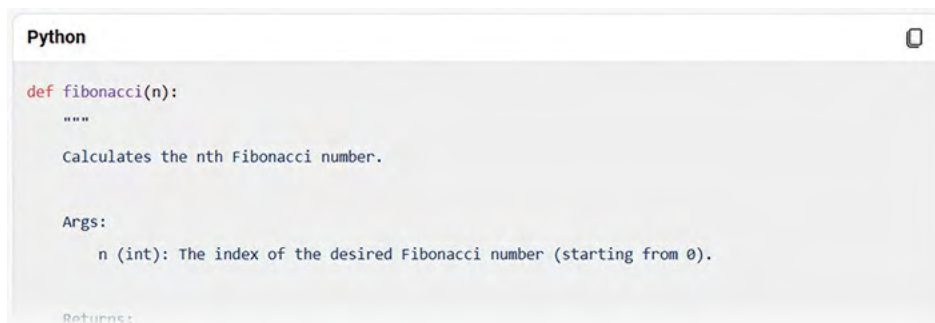 Python
def fibonacci(n):
"""
Calculates the nth Fibonacci number.
Args:
n (int): The index of the desired Fibonacci number (starting from 0).
Returns: